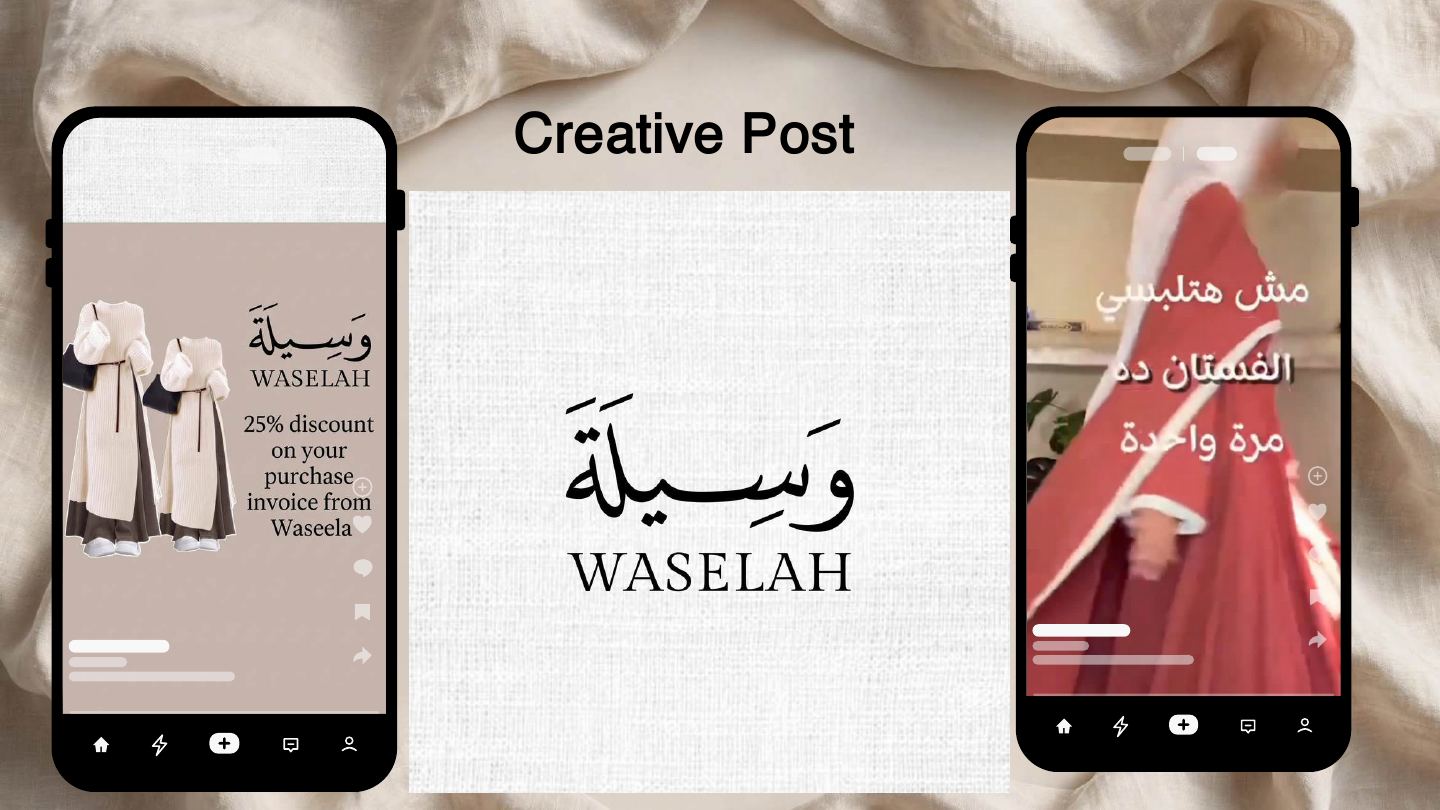 Creative Post
وَسِيلَةَ
WASELAH
25% discount
on your
purchase
invoice from
Waseela
وَسِيلَةَ
WASELAH
مش هتلبسي
الفستان ده
مرة واحدة